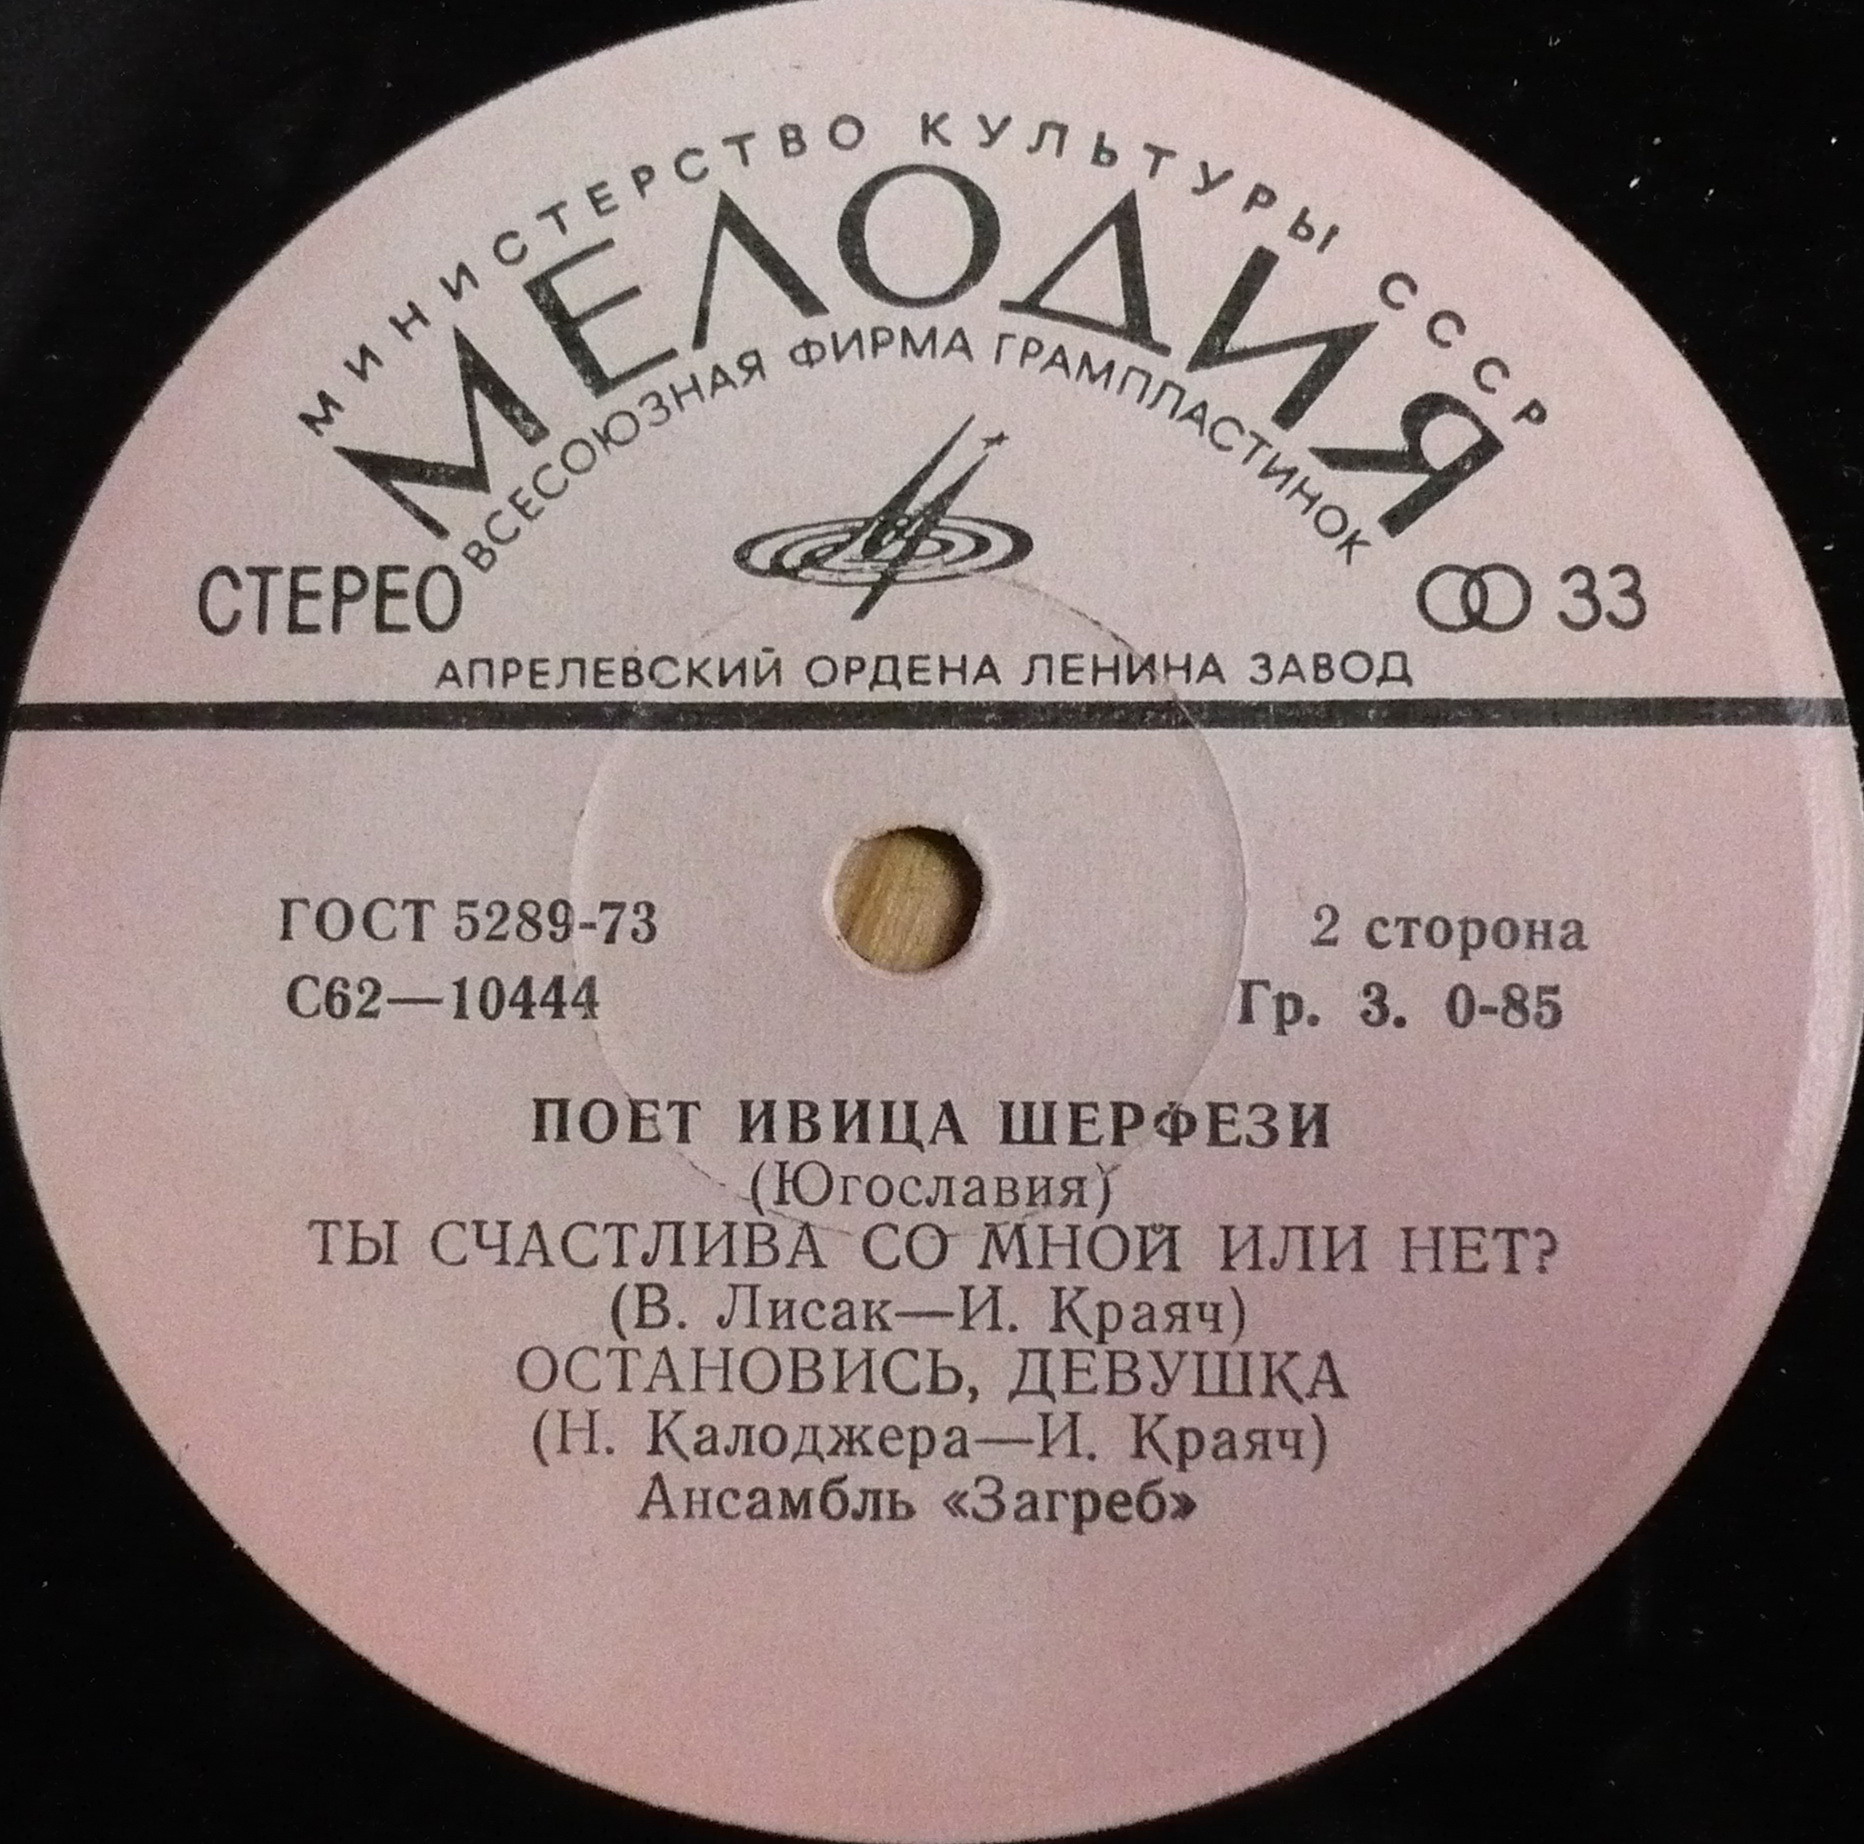 МИНИСТЕРСТВО КУЛЬТУРЫ СССР
МЕЛОДИЯ
ВСЕСОЮЗНАЯ ФИРМА ГРАМПЛАСТИНОК
СТЕРЕО
33
АПРЕЛЕВСКИЙ ОРДЕНА ЛЕНИНА ЗАВОД
ГОСТ 5289-73
2 сторона
С62—10444
Гр. 3. 0-85
ПОЕТ ИВИЦА ШЕРФЕЗИ
(Югославия)
ТЫ СЧАСТЛИВА СО МНОЙ ИЛИ НЕТ?
(В. Лисак—И. Краяч)
ОСТАНОВИСЬ, ДЕВУШКА
(Н. Калоджера—И. Краяч)
Ансамбль «Загреб»